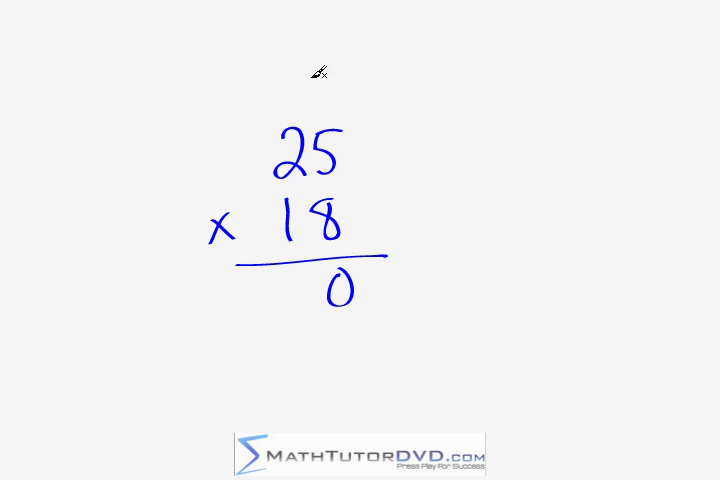 25
x 18
0
MATHTUTORDVD.COM
Press Play For Success